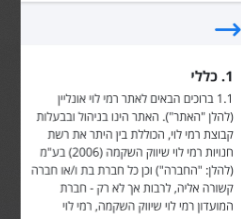 1. כללי
1.1 ברוכים הבאים לאתר רמי לוי אונליין
(להלן "האתר"). האתר הינו בניהול ובבעלות
קבוצת רמי לוי, הכוללת בין היתר את רשת
חנויות רמי לוי שיווק השקמה (2006) בע"מ
(להלן: "החברה") וכן כל חברת בת ו/או חברה
קשורה אליה, לרבות אך לא רק - חברת
המועדון רמי לוי שיווק השקמה, רמי לוי